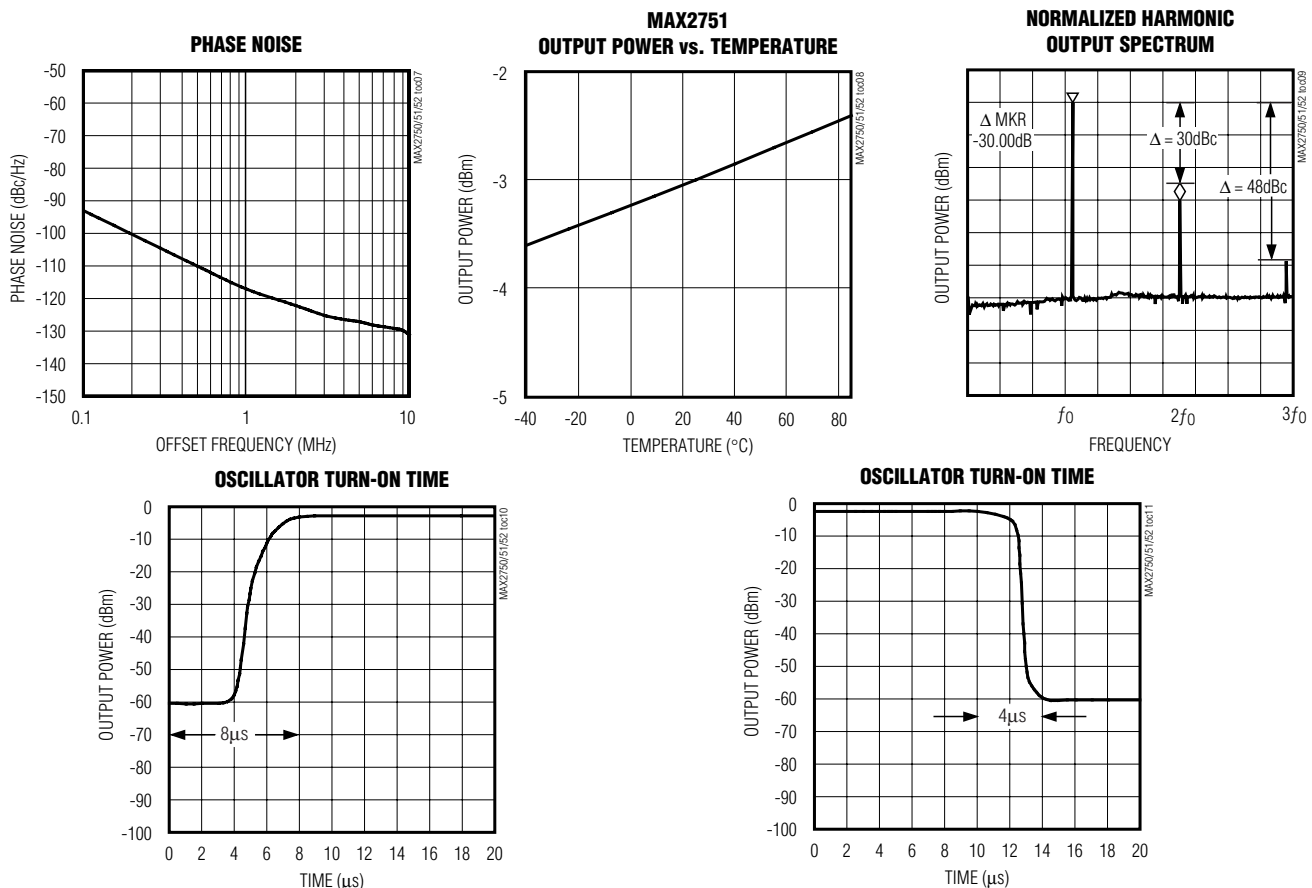 PHASE NOISE
-50
-60
-70
-80
-90
-100
-110
-120
-130
-140
-150
PHASE NOISE (dBc/Hz)
0.1
1
10
OFFSET FREQUENCY (MHz)
MAX2750/51/52 toc07
MAX2751
OUTPUT POWER vs. TEMPERATURE
-2
-3
-4
-5
OUTPUT POWER (dBm)
-40
-20
0
20
40
60
80
TEMPERATURE (°C)
MAX2750/51/52 toc08
NORMALIZED HARMONIC
OUTPUT SPECTRUM
OUTPUT POWER (dBm)
Δ MKR
-30.00dB
Δ = 30dBc
Δ = 48dBc
ƒ0
2ƒ0
3ƒ0
FREQUENCY
MAX2750/51/52 toc09
OSCILLATOR TURN-ON TIME
0
-10
-20
-30
-40
-50
-60
-70
-80
-90
-100
OUTPUT POWER (dBm)
8µs
0
2
4
6
8
10
12
14
16
18
20
TIME (µs)
MAX2750/51/52 toc10
OSCILLATOR TURN-ON TIME
0
-10
-20
-30
-40
-50
-60
-70
-80
-90
-100
OUTPUT POWER (dBm)
4µs
0
2
4
6
8
10
12
14
16
18
20
TIME (µs)
MAX2750/51/52 toc11